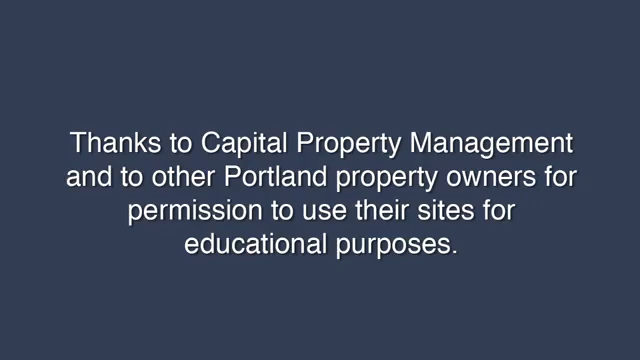 Thanks to Capital Property Management
and to other Portland property owners for
permission to use their sites for
educational purposes.